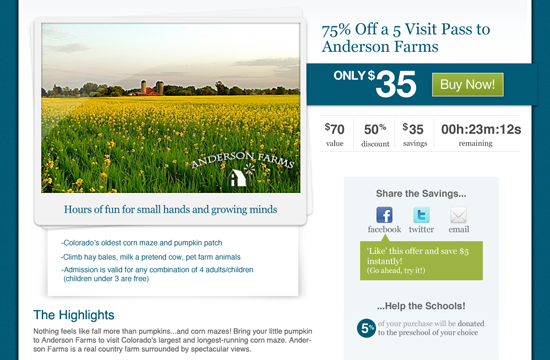 75% Off a 5 Visit Pass to
Anderson Farms
ONLY $35
Buy Now!
ANDERSON FARMS
$70
value
50%
discount
$35
savings
00h:23m:12s
remaining
Hours of fun for small hands and growing minds
-Colorado's oldest corn maze and pumpkin patch
-Climb hay bales, milk a pretend cow, pet farm animals
-Admission is valid for any combination of 4 adults/children
(children under 3 are free)
Share the Savings...
facebook
twitter
email
'Like' this offer and save $5
instantly!
(Go ahead, try it!)
...Help the Schools!
5%
of your purchase will be donated
to the preschool of your choice
The Highlights
Nothing feels like fall more than pumpkins...and corn mazes! Bring your little pumpkin
to Anderson Farms to visit Colorado's largest and longest-running corn maze. Ander-
son Farms is a real country farm surrounded by spectacular views.